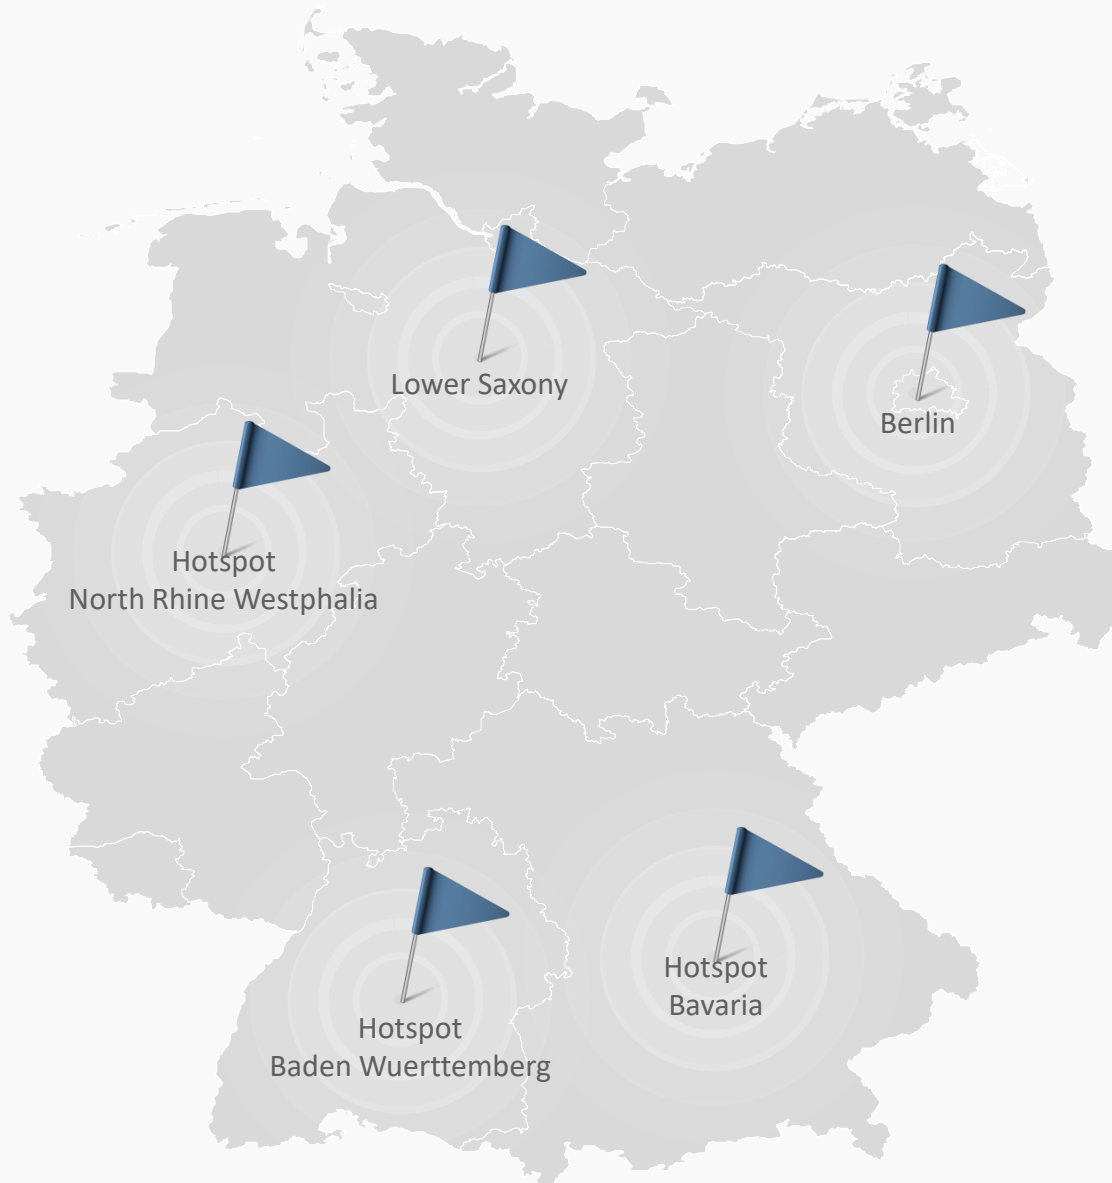 Lower Saxony
Berlin
Hotspot
North Rhine Westphalia
Hotspot
Bavaria
Hotspot
Baden Wuerttemberg